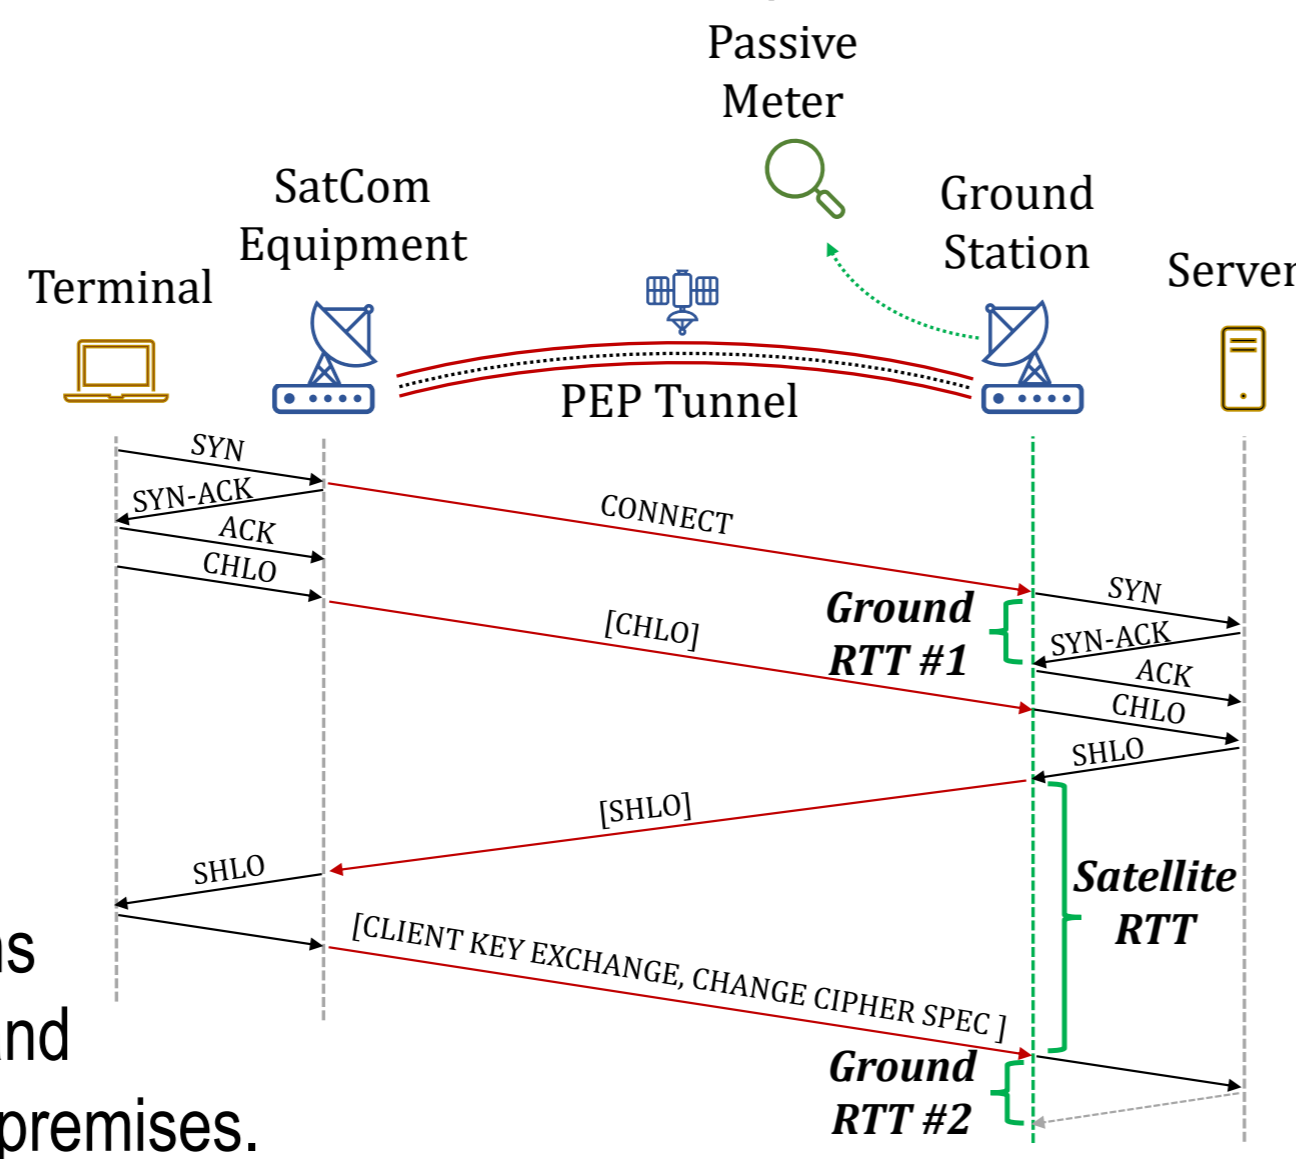 Passive
Meter
SatCom
Equipment
Ground
Station
Terminal
Server
PEP Tunnel
SYN
SYN-ACK
ACK
CHLO
CONNECT
[CHLO]
Ground
RTT #1
SYN
SYN-ACK
ACK
CHLO
SHLO
[SHLO]
SHLO
Satellite
RTT
[CLIENT KEY EXCHANGE, CHANGE CIPHER SPEC ]
Ground
RTT #2
premises.